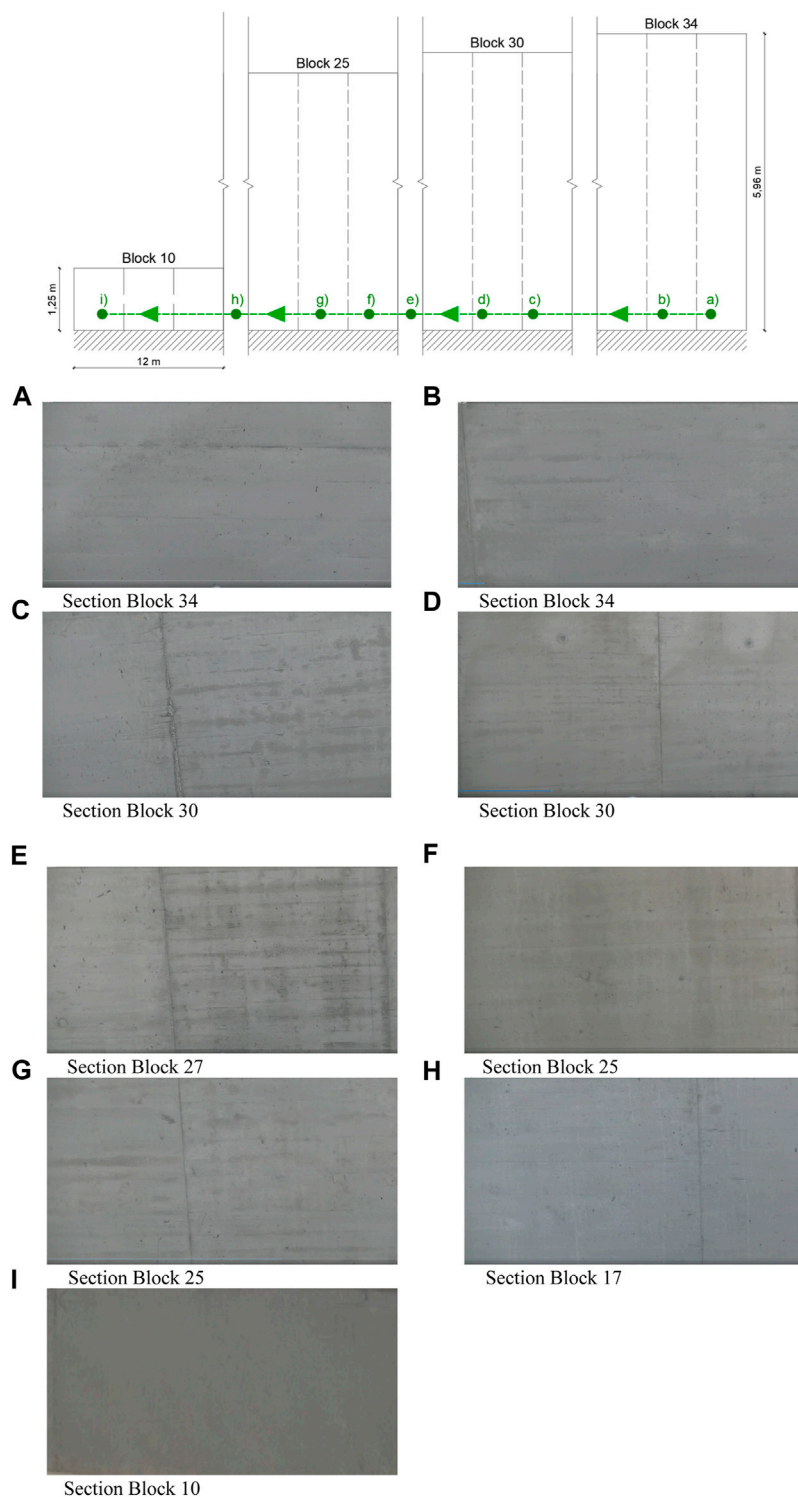 Block 34
Block 30
Block 25
5,96 m
Block 10
1,25 m
i)
h)
g)
f)
e)
d)
c)
b)
a)
12 m
A
B
Section Block 34
Section Block 34
C
D
Section Block 30
Section Block 30
E
F
Section Block 27
Section Block 25
G
H
Section Block 25
Section Block 17
I
Section Block 10